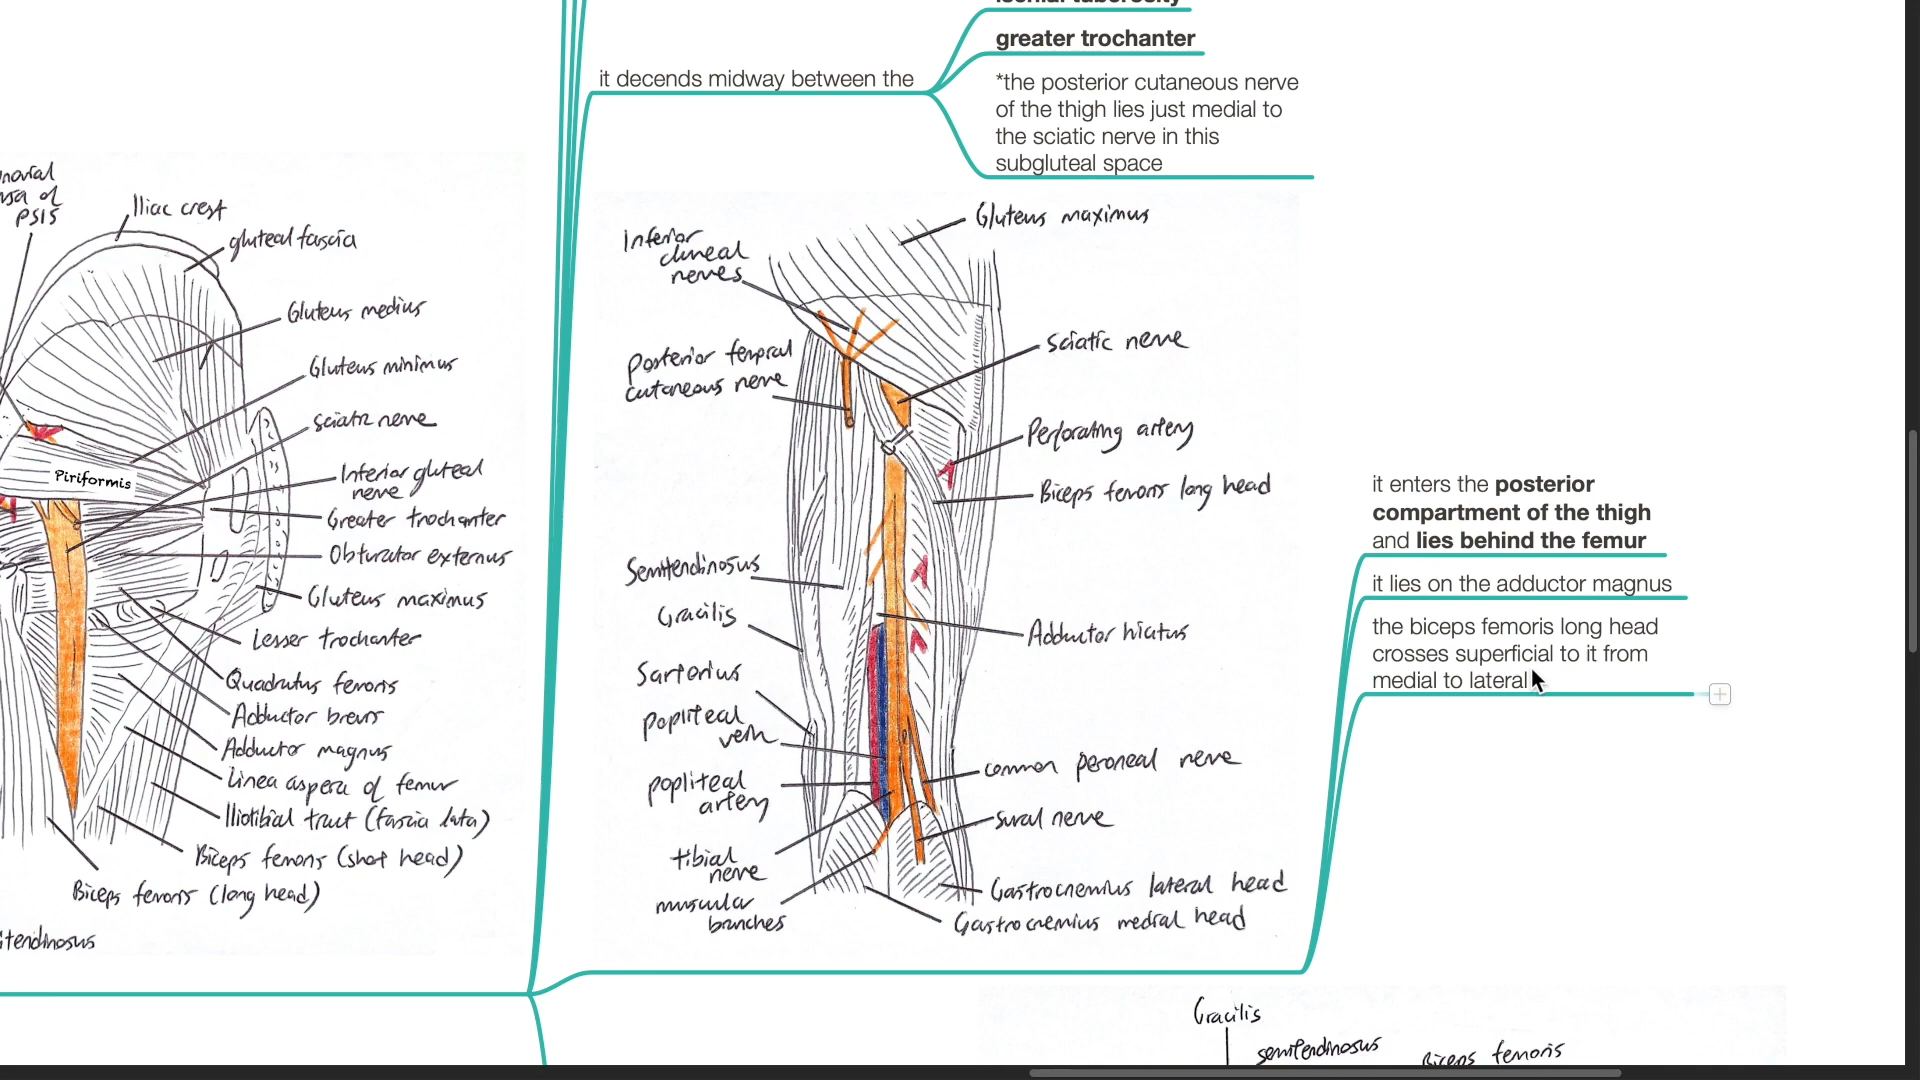 ischial tuberosity
greater trochanter
it decends midway between the
*the posterior cutaneous nerve
of the thigh lies just medial to
the sciatic nerve in this
subgluteal space
PSIS
Iliac crest
gluteal fascia
Gluteus medius
Gluteus minimus
sciatic nerve
Piriformis
Inferior gluteal
nerve
Greater trochanter
Obturator externus
Gluteus maximus
Lesser trochanter
Quadratus femoris
Adductor brevis
Adductor magnus
Linea aspera of femur
Iliotibial tract (fascia lata)
Biceps femoris (short head)
Biceps femoris (long head)
itendinosus
Gluteus maximus
Inferior
cluneal
nerves
Posterior femoral
cutaneous nerve
sciatic nerve
Perforating artery
Biceps femoris long head
Semitendinosus
Gracilis
Adductor hiatus
Sartorius
popliteal
vein
popliteal
artery
common peroneal nerve
sural nerve
tibial
nerve
muscular
branches
Gastrocnemius lateral head
Gastrocnemius medial head
it enters the posterior
compartment of the thigh
and lies behind the femur
it lies on the adductor magnus
the biceps femoris long head
crosses superficial to it from
medial to lateral
Gracilis
semitendinosus
Biceps femoris